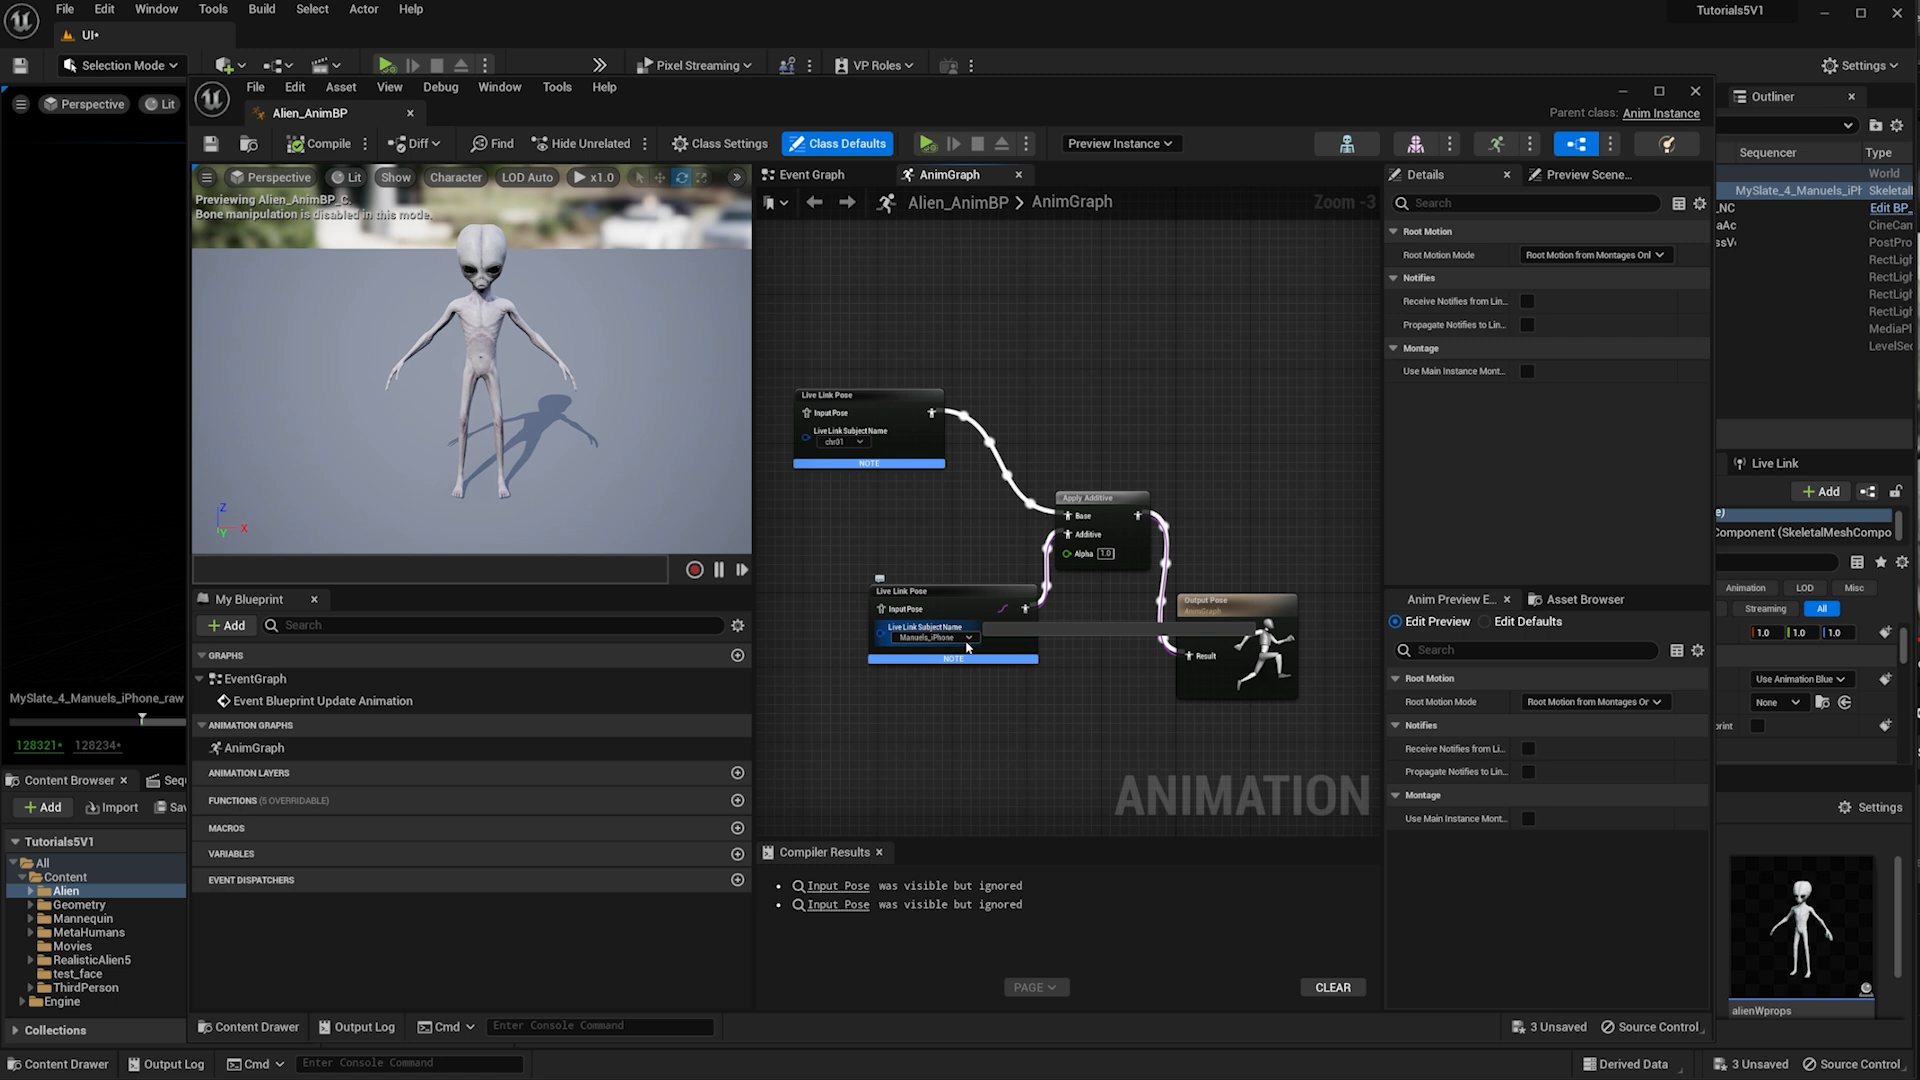 File Edit Window Tools Build Select Actor Help
Tutorials5V1
UI*
Selection Mode
Pixel Streaming
VP Roles
Settings
Perspective Lit
File Edit Asset View Debug Window Tools Help
Alien_AnimBP
Parent class: Anim Instance
Compile Diff Find Hide Unrelated Class Settings Class Defaults Preview Instance
Outliner
Sequencer Type
World
MySlate_4_Manuels_iPh Skeletal
_NC Edit BP_
CineCan
PostPro
RectLigh
RectLigh
RectLigh
RectLigh
MediaPl
LevelSec
Perspective Lit Show Character LOD Auto x1.0
Previewing Alien_AnimBP_C.
Bone manipulation is disabled in this mode.
Z
X
Y
Event Graph AnimGraph
Alien_AnimBP > AnimGraph
Zoom -3
Live Link Pose
Input Pose
Live Link Subject Name
chr01
NOTE
Apply Additive
Base
Additive
Alpha 1.0
Live Link Pose
Input Pose
Live Link Subject Name
Manuels_iPhone
NOTE
Output Pose
AnimGraph
Result
ANIMATION
Details Preview Scene...
Search
Root Motion
Root Motion Mode Root Motion from Montages Onl
Notifies
Receive Notifies from Lin...
Propagate Notifies to Lin...
Montage
Use Main Instance Mont...
Live Link
Add
Component (SkeletalMeshCompo
Animation LOD Misc
Streaming All
1.0 1.0 1.0
Use Animation Blue
None
Anim Preview E... Asset Browser
Edit Preview Edit Defaults
Search
Root Motion
Root Motion Mode Root Motion from Montages Or
Notifies
Receive Notifies from Li...
Propagate Notifies to Lin...
Montage
Use Main Instance Mont...
My Blueprint
Add Search
GRAPHS
EventGraph
Event Blueprint Update Animation
ANIMATION GRAPHS
AnimGraph
ANIMATION LAYERS
FUNCTIONS (5 OVERRIDABLE)
MACROS
VARIABLES
EVENT DISPATCHERS
MySlate_4_Manuels_iPhone_raw
128321* 128234*
Content Browser Seq
Add Import Sav
Tutorials5V1
All
Content
Alien
Geometry
Mannequin
MetaHumans
Movies
RealisticAlien5
test_face
ThirdPerson
Engine
Collections
Compiler Results
Input Pose was visible but ignored
Input Pose was visible but ignored
PAGE
CLEAR
Settings
alienWprops
Content Drawer Output Log Cmd Enter Console Command
3 Unsaved Source Control
Content Drawer Output Log Cmd Enter Console Command
Derived Data 3 Unsaved Source Control